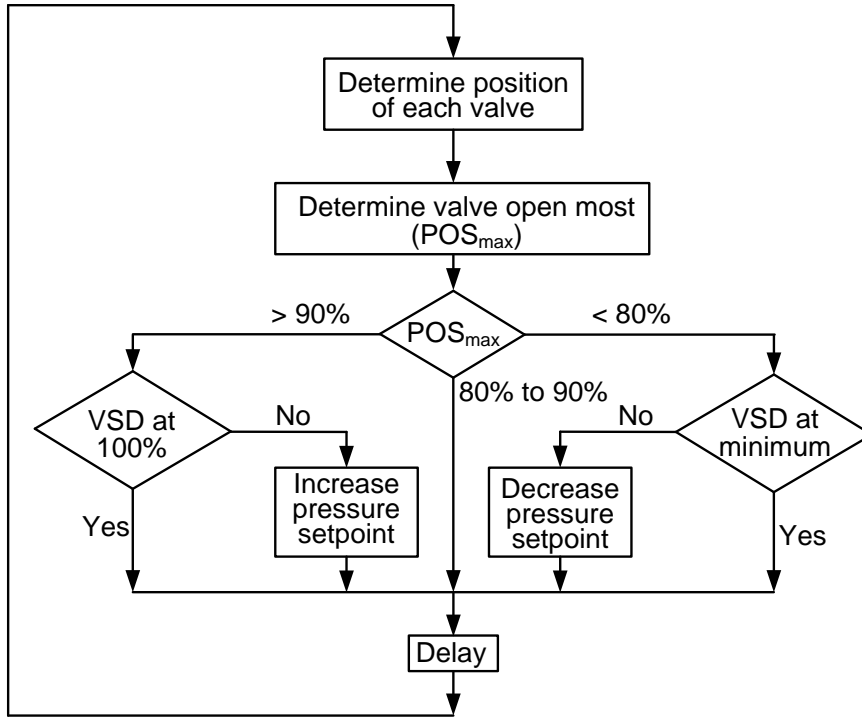 Determine position
of each valve
Determine valve open most
(POSmax)
> 90%
POSmax
< 80%
80% to 90%
VSD at
100%
No
No
VSD at
minimum
Increase
pressure
setpoint
Decrease
pressure
setpoint
Yes
Yes
Delay